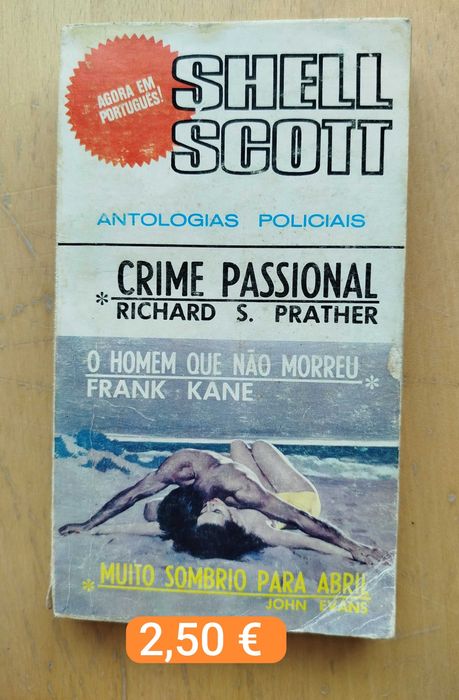 AGORA EM
PORTUGUÊS!
SHELL
SCOTT
ANTOLOGIAS POLICIAIS
* CRIME PASSIONAL
RICHARD S. PRATHER
O HOMEM QUE NÃO MORREU *
FRANK KANE
* MUITO SOMBRIO PARA ABRIL
JOHN EVANS
2,50 €